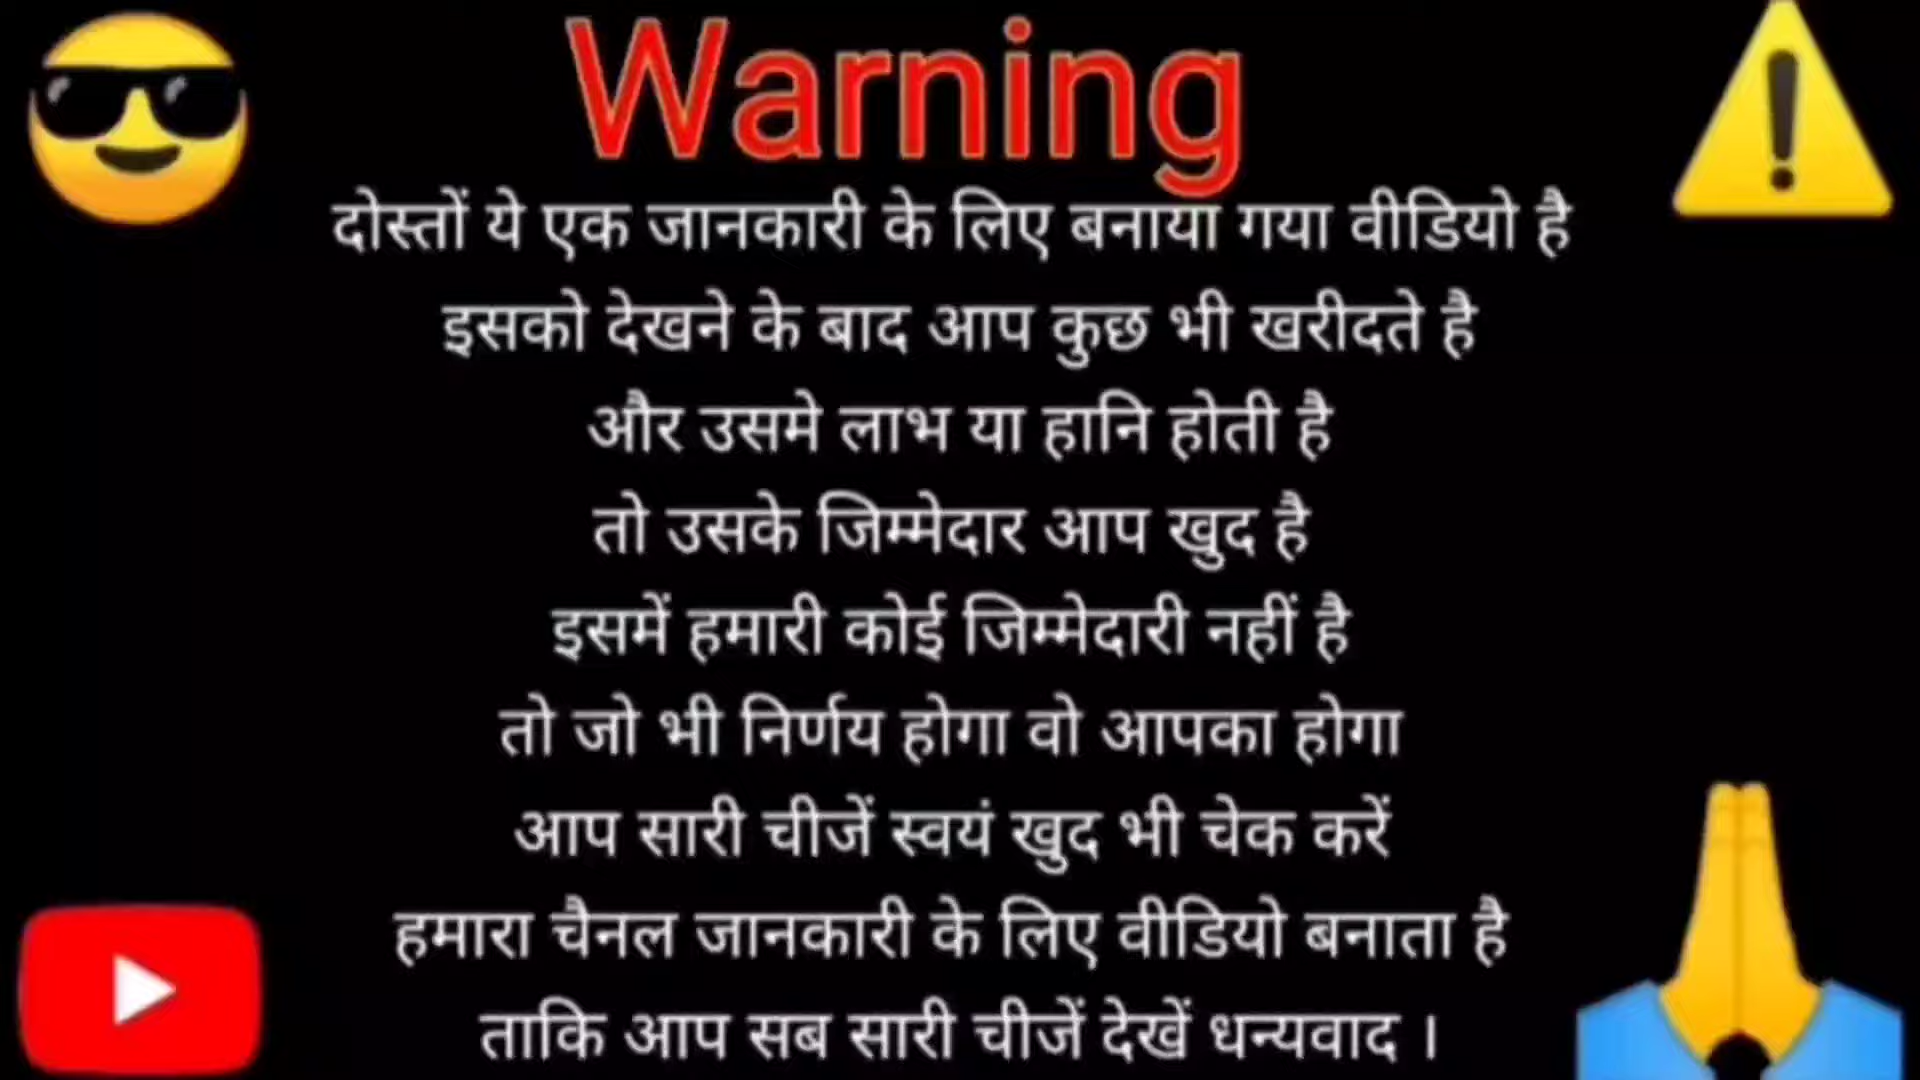 Warning
दोस्तों ये एक जानकारी के लिए बनाया गया वीडियो है
इसको देखने के बाद आप कुछ भी खरीदते है
और उसमे लाभ या हानि होती है
तो उसके जिम्मेदार आप खुद है
इसमें हमारी कोई जिम्मेदारी नहीं है
तो जो भी निर्णय होगा वो आपका होगा
आप सारी चीजें स्वयं खुद भी चेक करें
हमारा चैनल जानकारी के लिए वीडियो बनाता है
ताकि आप सब सारी चीजें देखें धन्यवाद ।